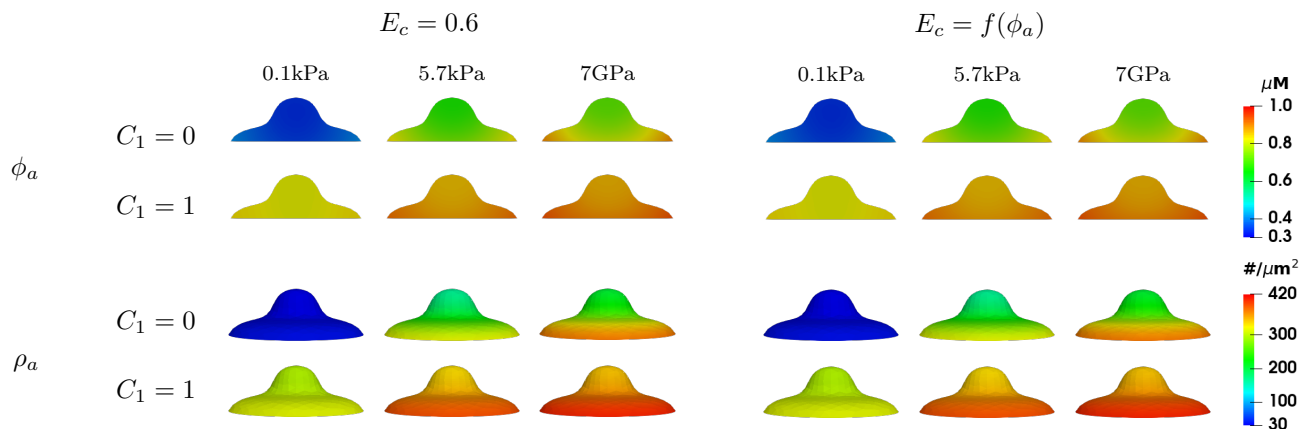 E_c = 0.6
E_c = f(ϕ_a)
0.1kPa 5.7kPa 7GPa 0.1kPa 5.7kPa 7GPa
μM
1.0
C_1 = 0
0.8
ϕ_a
0.6
C_1 = 1
0.4
0.3
#/μm²
420
C_1 = 0
300
ρ_a
200
C_1 = 1
100
30